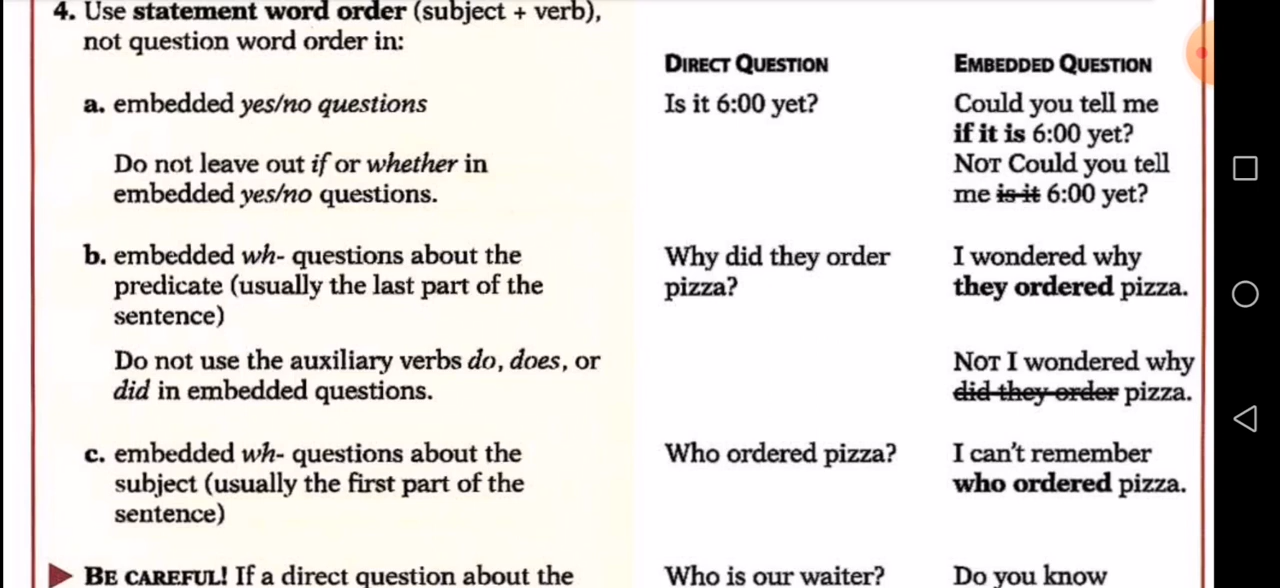 4. Use statement word order (subject + verb),
not question word order in:
DIRECT QUESTION
EMBEDDED QUESTION
a. embedded yes/no questions
Is it 6:00 yet?
Could you tell me
if it is 6:00 yet?
Do not leave out if or whether in
embedded yes/no questions.
NOT Could you tell
me is it 6:00 yet?
b. embedded wh- questions about the
predicate (usually the last part of the
sentence)
Why did they order
pizza?
I wondered why
they ordered pizza.
Do not use the auxiliary verbs do, does, or
did in embedded questions.
NOT I wondered why
did they order pizza.
c. embedded wh- questions about the
subject (usually the first part of the
sentence)
Who ordered pizza?
I can't remember
who ordered pizza.
► BE CAREFUL! If a direct question about the
Who is our waiter?
Do you know